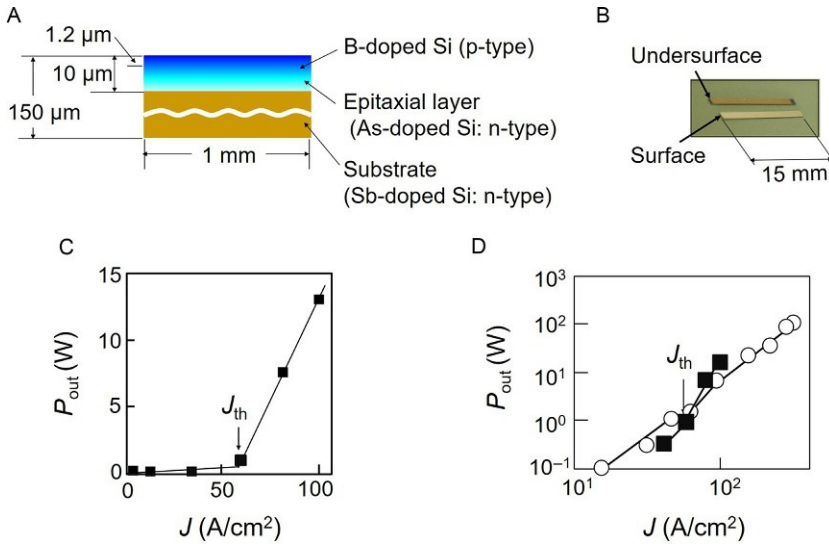 A
1.2 µm
10 µm
150 µm
1 mm
B-doped Si (p-type)
Epitaxial layer
(As-doped Si: n-type)
Substrate
(Sb-doped Si: n-type)
B
Undersurface
Surface
15 mm
C
15
10
5
0
0
50
100
Pout (W)
Jth
J (A/cm²)
D
10³
10²
10¹
10⁰
10⁻¹
10¹
10²
Pout (W)
Jth
J (A/cm²)